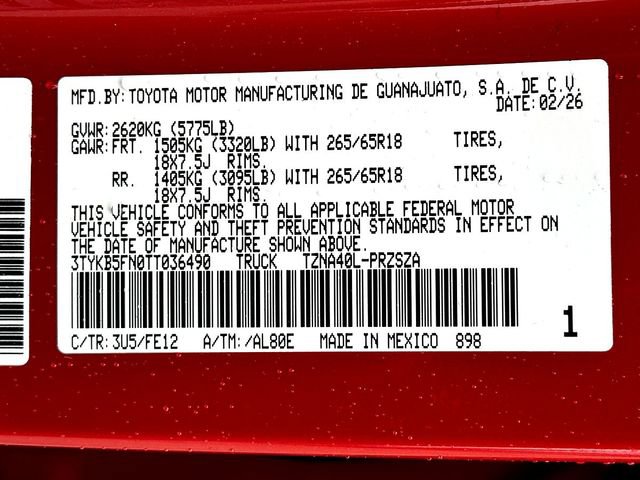 MFD.BY:TOYOTA MOTOR MANUFACTURING DE GUANAJUATO, S.A. DE C.V.
DATE:02/26
GVWR:2620KG (5775LB)
GAWR:FRT. 1505KG (3320LB) WITH 265/65R18 TIRES,
18X7.5J RIMS.
RR. 1405KG (3095LB) WITH 265/65R18 TIRES,
18X7.5J RIMS.
THIS VEHICLE CONFORMS TO ALL APPLICABLE FEDERAL MOTOR
VEHICLE SAFETY AND THEFT PREVENTION STANDARDS IN EFFECT ON
THE DATE OF MANUFACTURE SHOWN ABOVE.
3TYKB5FN0TT036490 TRUCK TZNA40L-PRZSZA
1
C/TR:3U5/FE12 A/TM:/AL80E MADE IN MEXICO 898